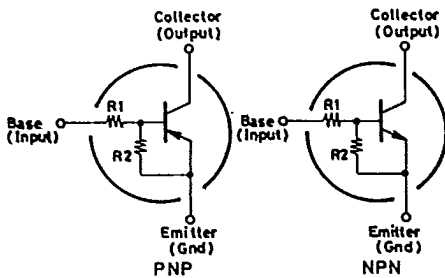 Collector
(Output)
R1
Base
(Input)
R2
Emitter
(Gnd)
PNP
Collector
(Output)
R1
Base
(Input)
R2
Emitter
(Gnd)
NPN